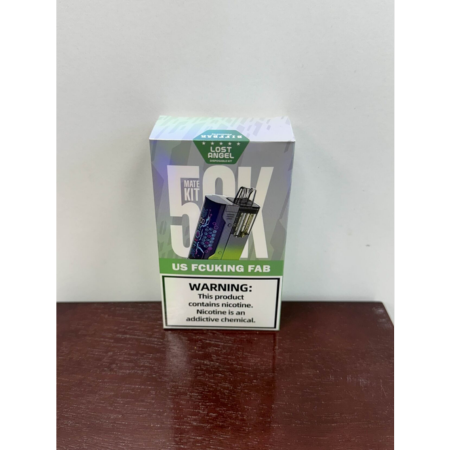 LOST
ANGEL
MATE
KIT
50K
US FCUKING FAB
WARNING:
This product
contains nicotine.
Nicotine is an
addictive chemical.